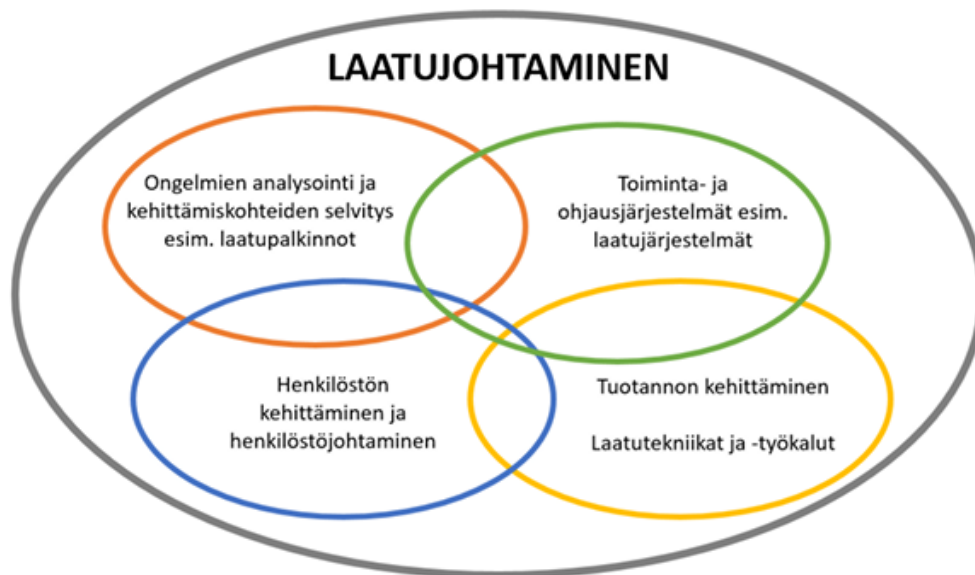 LAATUJOHTAMINEN
Ongelmien analysointi ja
kehittämiskohteiden selvitys
esim. laatupalkinnot
Toiminta- ja
ohjausjärjestelmät esim.
laatujärjestelmät
Henkilöstön
kehittäminen ja
henkilöstöjohtaminen
Tuotannon kehittäminen
Laatutekniikat ja -työkalut